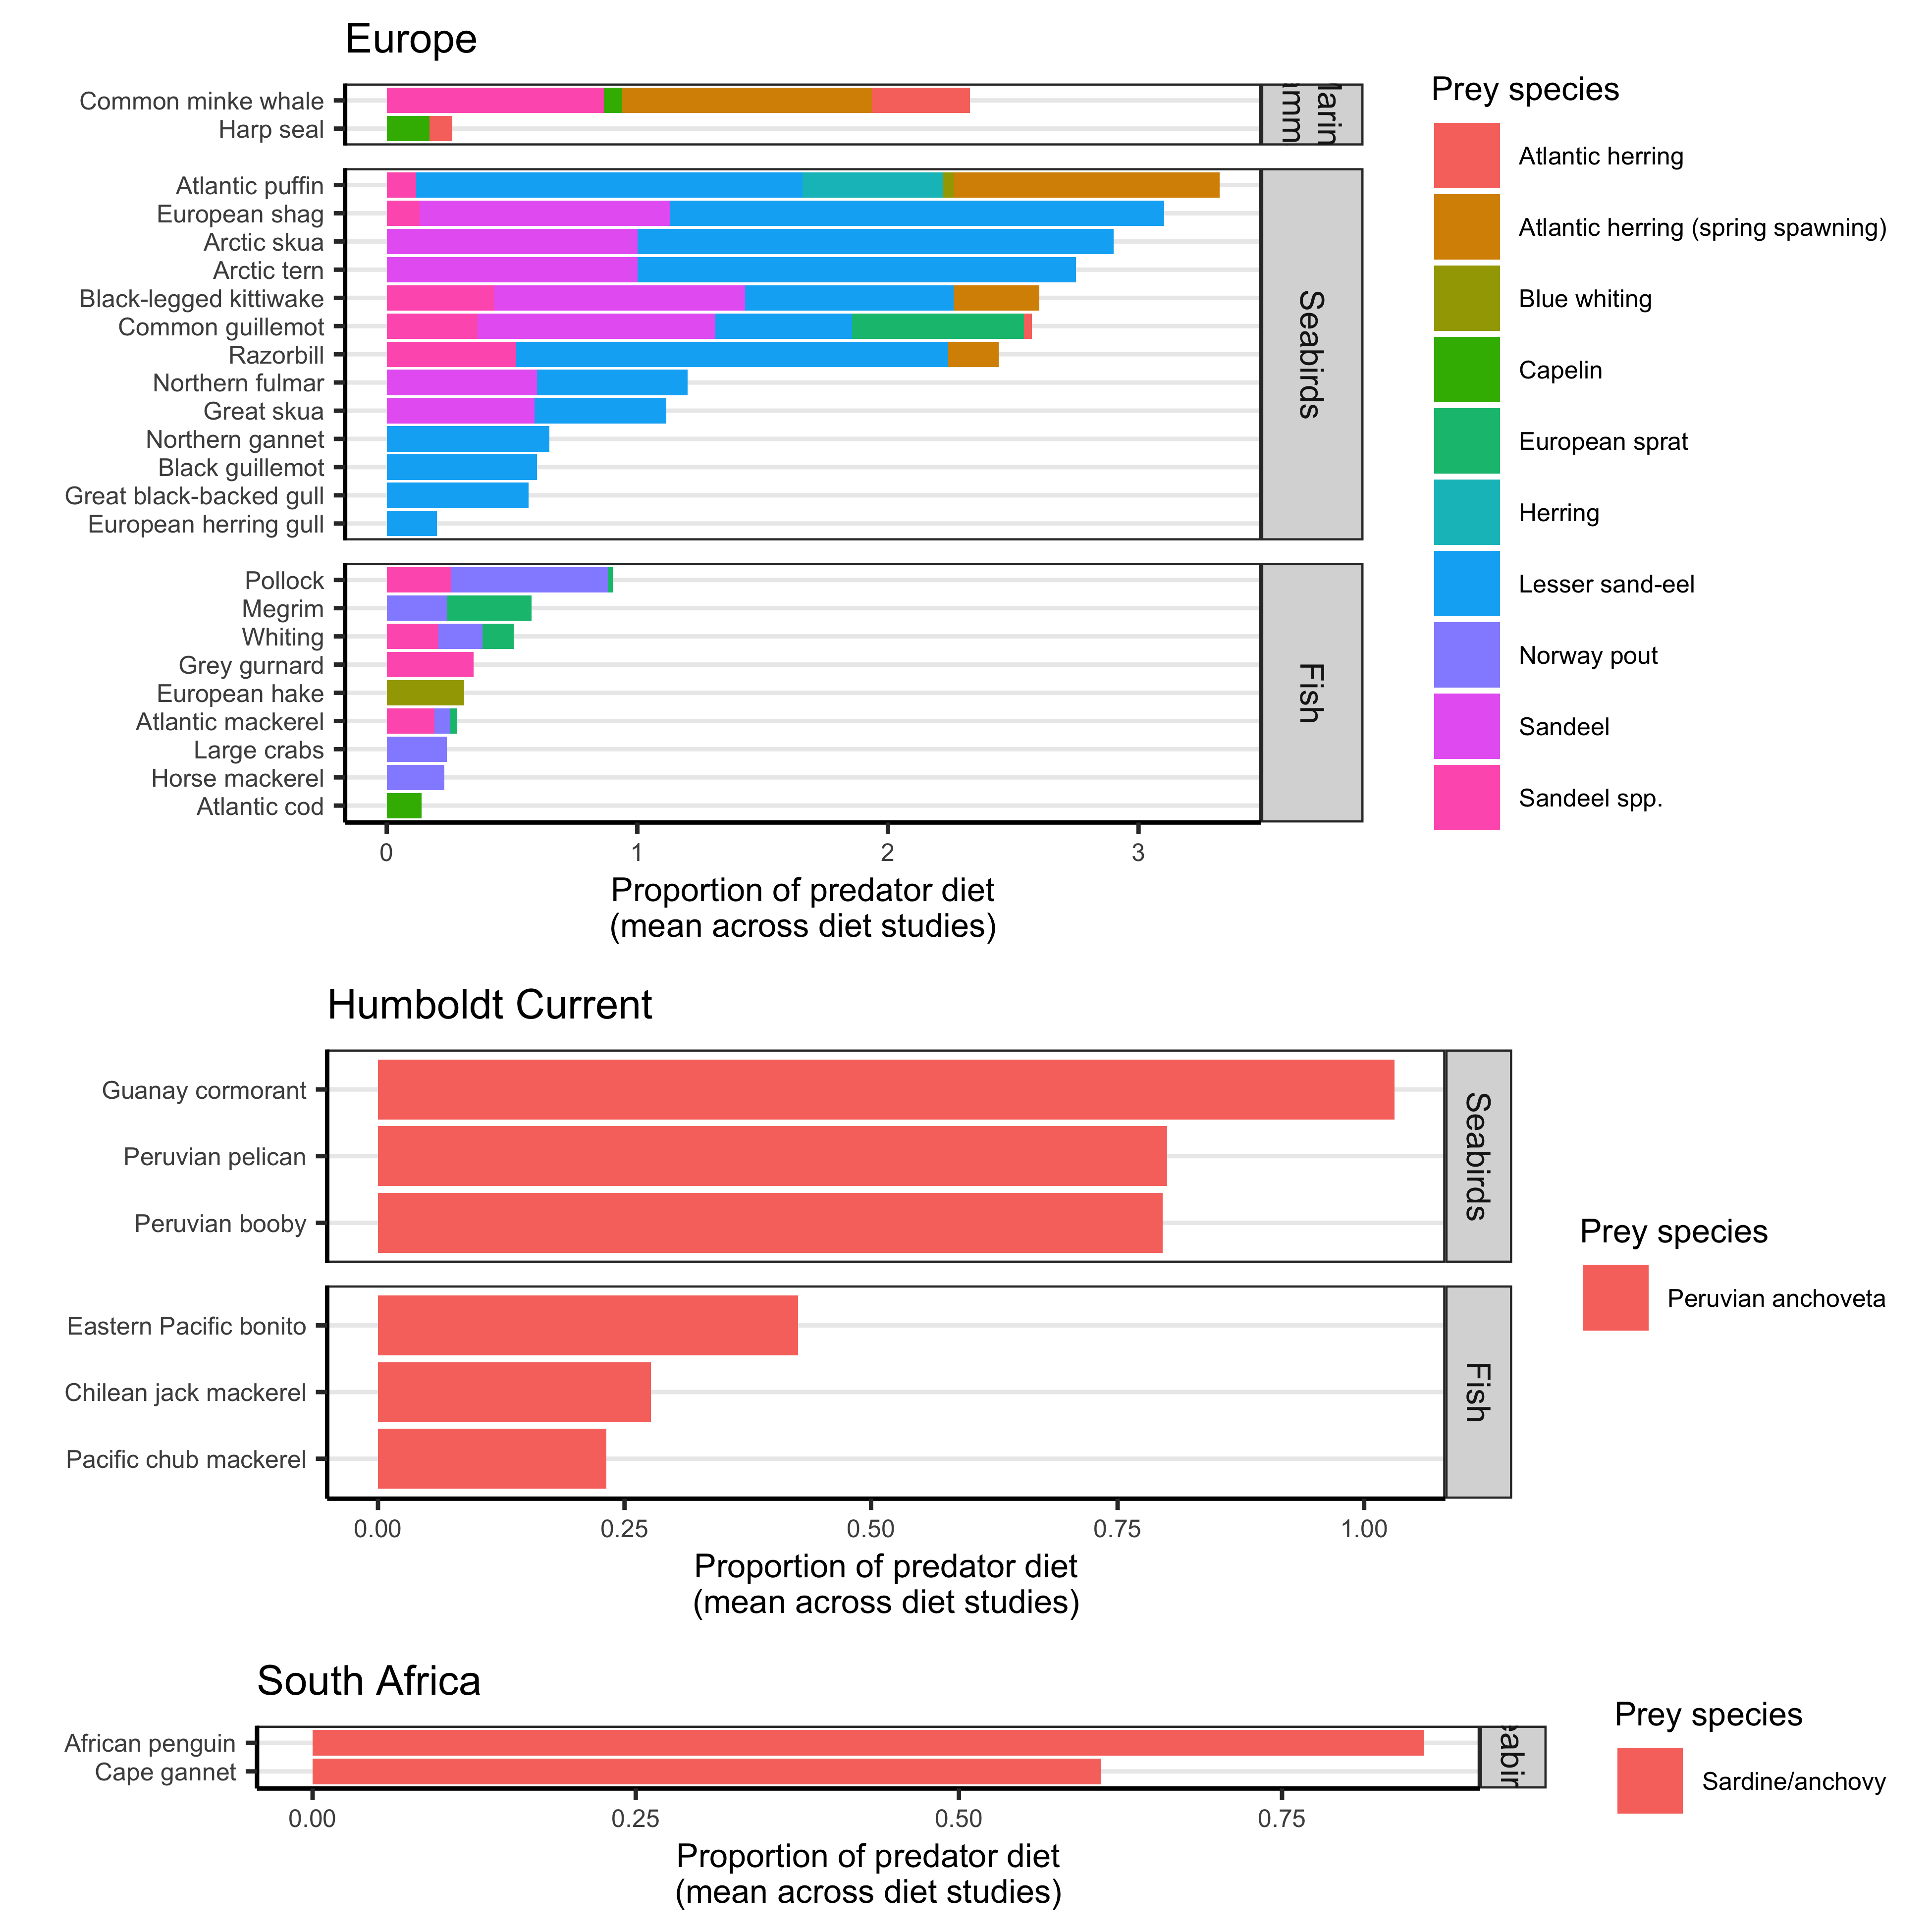 Europe
Common minke whale
Harp seal
Atlantic puffin
European shag
Arctic skua
Arctic tern
Black-legged kittiwake
Common guillemot
Razorbill
Northern fulmar
Great skua
Northern gannet
Black guillemot
Great black-backed gull
European herring gull
Seabirds
Pollock
Megrim
Whiting
Grey gurnard
European hake
Atlantic mackerel
Large crabs
Horse mackerel
Atlantic cod
Fish
0 1 2 3
Proportion of predator diet
(mean across diet studies)
Prey species
Atlantic herring
Atlantic herring (spring spawning)
Blue whiting
Capelin
European sprat
Herring
Lesser sand-eel
Norway pout
Sandeel
Sandeel spp.
Humboldt Current
Guanay cormorant
Peruvian pelican
Peruvian booby
Seabirds
Eastern Pacific bonito
Chilean jack mackerel
Pacific chub mackerel
Fish
0.00 0.25 0.50 0.75 1.00
Proportion of predator diet
(mean across diet studies)
Prey species
Peruvian anchoveta
South Africa
African penguin
Cape gannet
0.00 0.25 0.50 0.75
Proportion of predator diet
(mean across diet studies)
Prey species
Sardine/anchovy